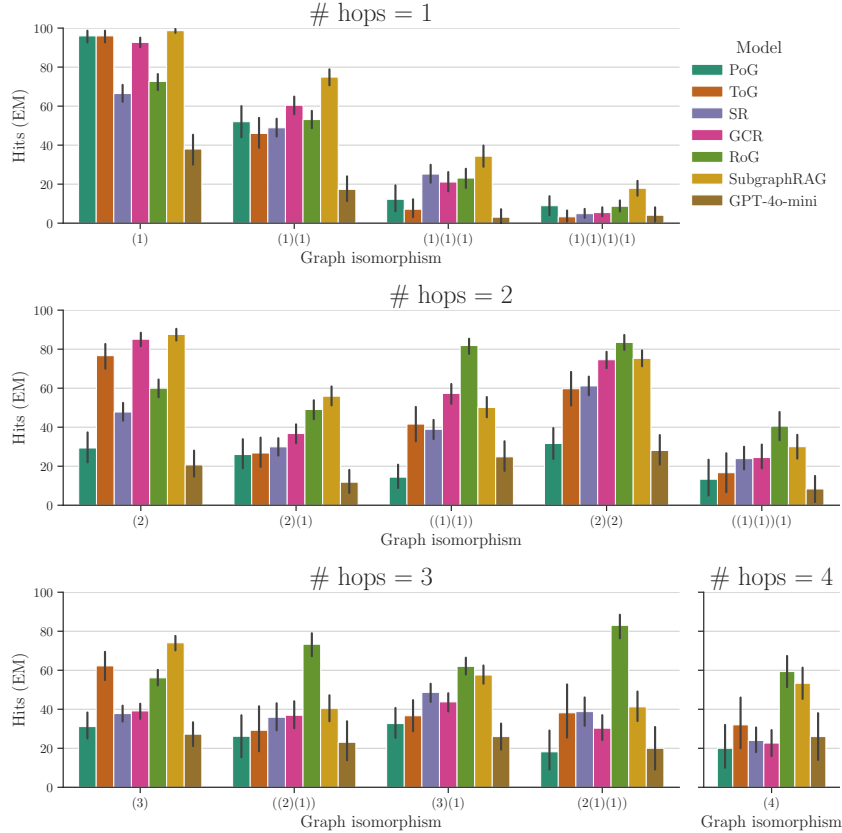 # hops = 1
100
80
60
40
20
0
Hits (EM)
(1)
(1)(1)
(1)(1)(1)
(1)(1)(1)(1)
Graph isomorphism
Model
PoG
ToG
SR
GCR
RoG
SubgraphRAG
GPT-4o-mini
# hops = 2
100
80
60
40
20
0
Hits (EM)
(2)
(2)(1)
((1)(1))
(2)(2)
((1)(1))(1)
Graph isomorphism
# hops = 3
100
80
60
40
20
0
Hits (EM)
(3)
((2)(1))
(3)(1)
(2(1)(1))
Graph isomorphism
# hops = 4
(4)
Graph isomorphism